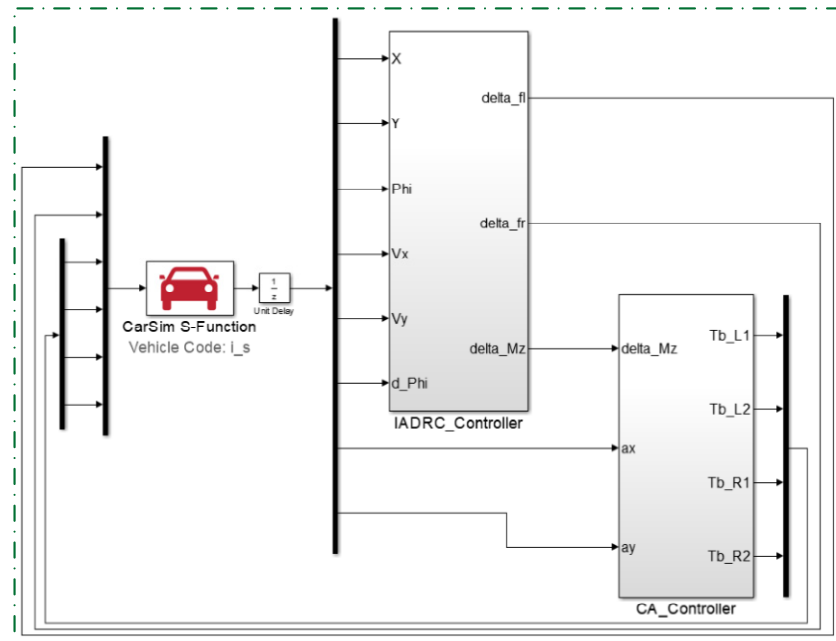 X
Y
Phi
Vx
Vy
d_Phi
delta_fl
delta_fr
delta_Mz
IADRC_Controller
CarSim S-Function
Vehicle Code: i_s
1
z
Unit Delay
delta_Mz
ax
ay
Tb_L1
Tb_L2
Tb_R1
Tb_R2
CA_Controller